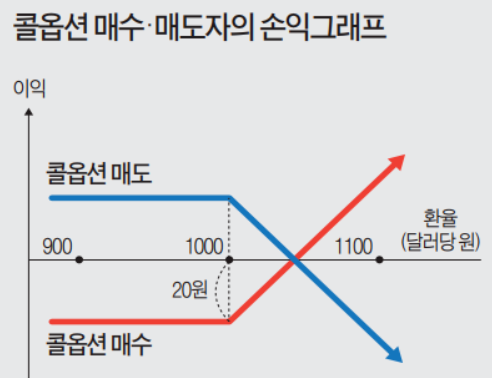 콜옵션 매수·매도자의 손익그래프
이익
콜옵션 매도
환율
(달러당 원)
900
1000
1100
20원
콜옵션 매수